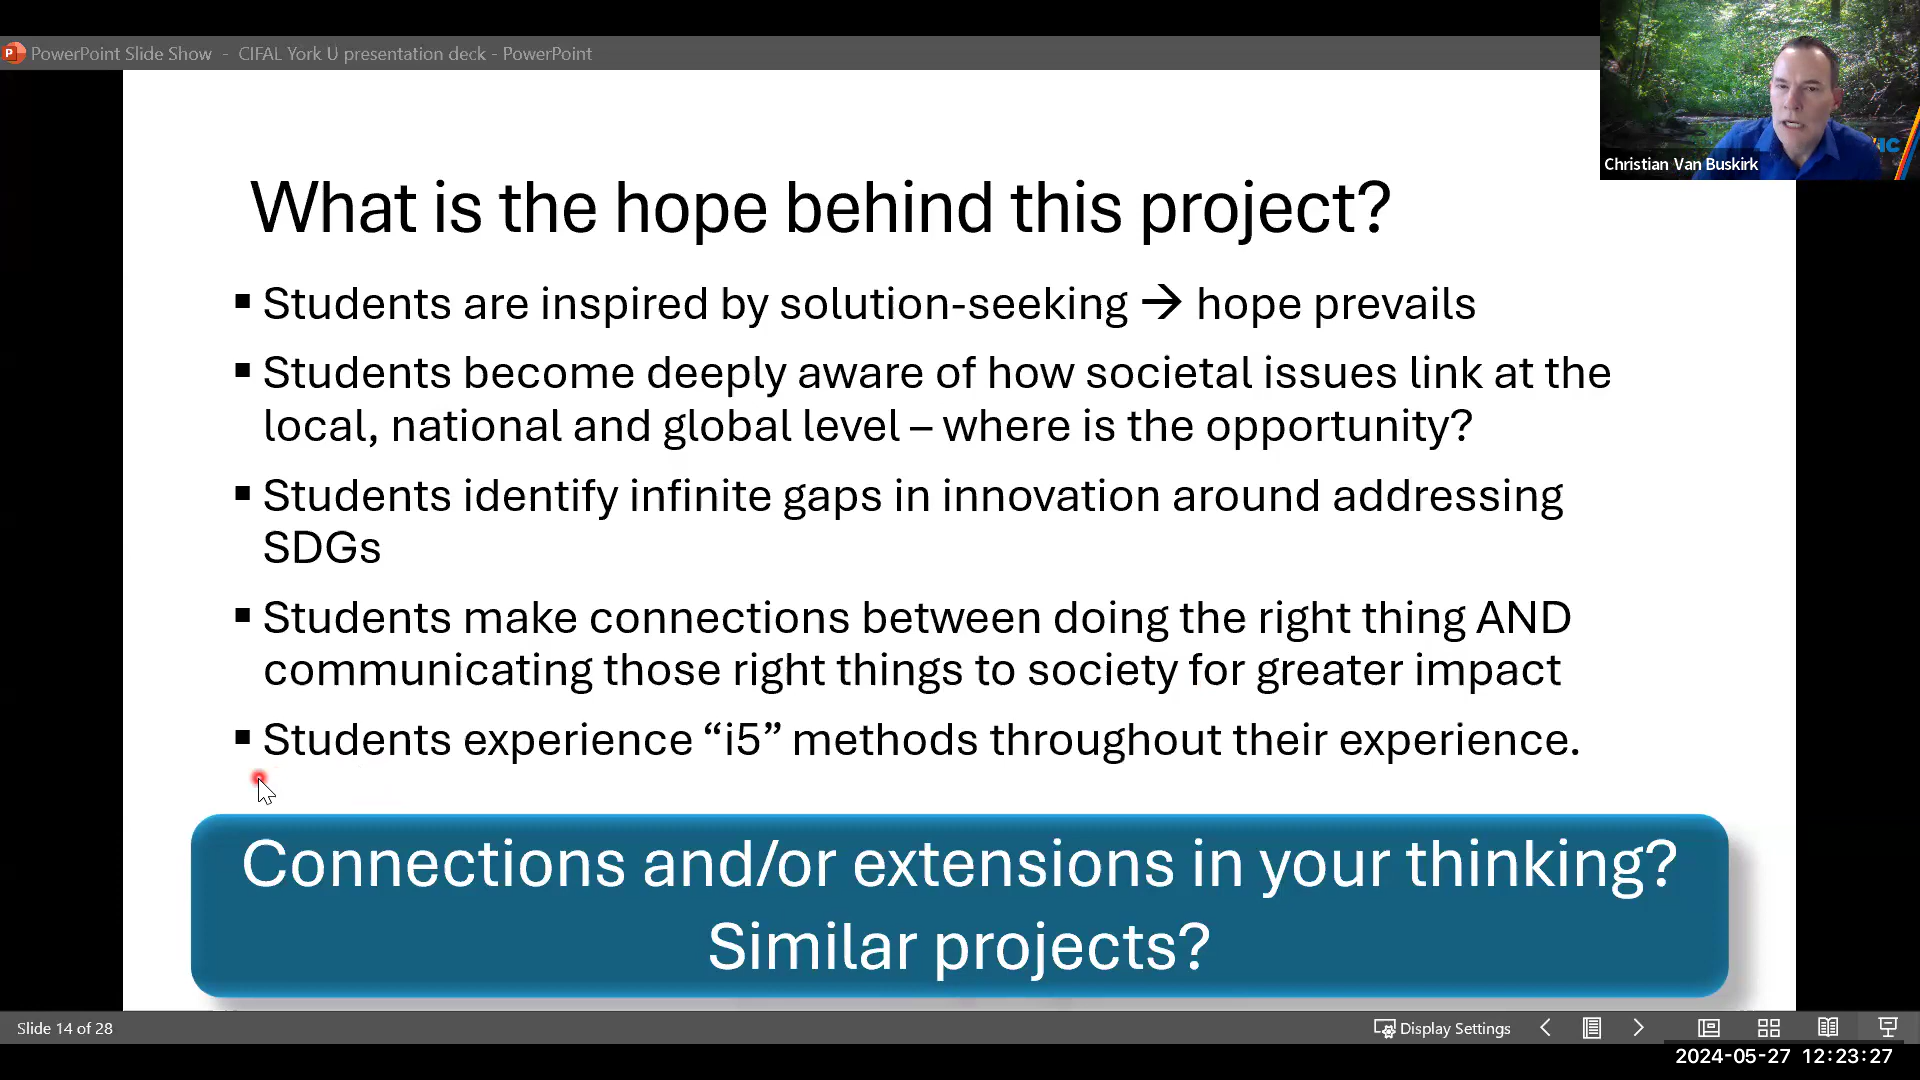 PowerPoint Slide Show - CIFAL York U presentation deck - PowerPoint
Christian Van Buskirk
What is the hope behind this project?
▪ Students are inspired by solution-seeking → hope prevails
▪ Students become deeply aware of how societal issues link at the
local, national and global level – where is the opportunity?
▪ Students identify infinite gaps in innovation around addressing
SDGs
▪ Students make connections between doing the right thing AND
communicating those right things to society for greater impact
▪ Students experience “i5” methods throughout their experience.
Connections and/or extensions in your thinking?
Similar projects?
Slide 14 of 28
Display Settings
2024-05-27 12:23:27